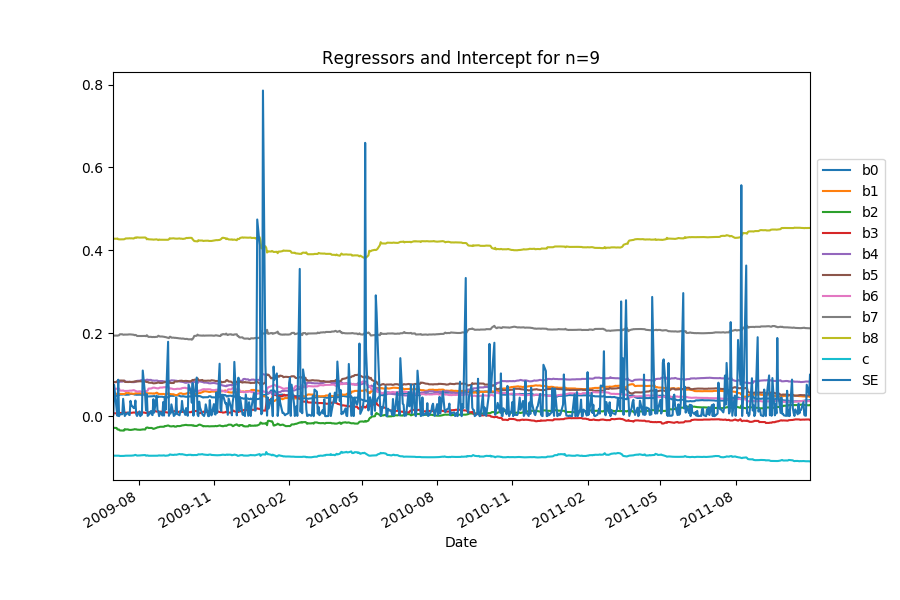 Regressors and Intercept for n=9
0.8
0.6
0.4
0.2
0.0
2009-08
2009-11
2010-02
2010-05
2010-08
2010-11
2011-02
2011-05
2011-08
Date
b0
b1
b2
b3
b4
b5
b6
b7
b8
c
SE